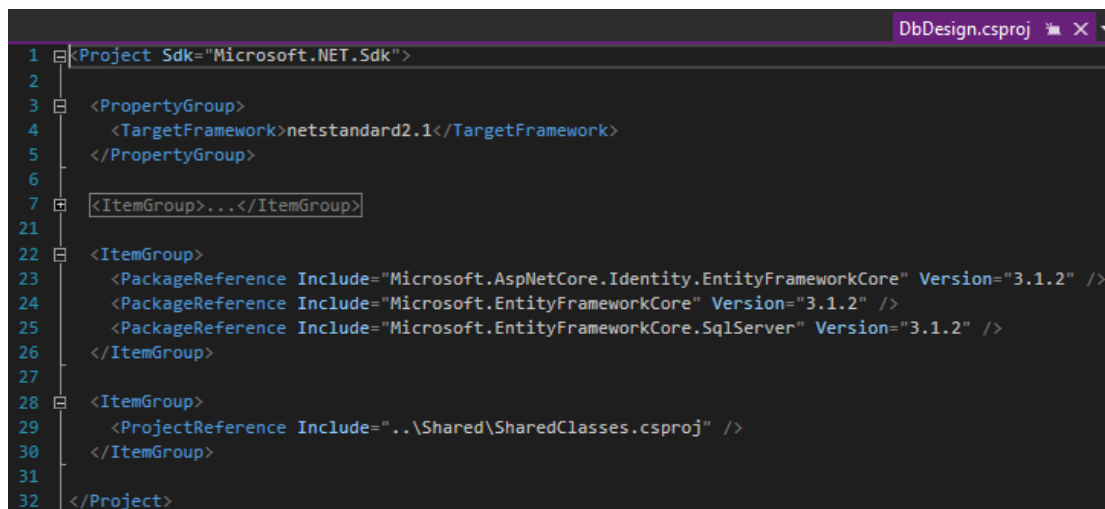 DbDesign.csproj
1 <Project Sdk="Microsoft.NET.Sdk">
2
3 <PropertyGroup>
4 <TargetFramework>netstandard2.1</TargetFramework>
5 </PropertyGroup>
6
7 <ItemGroup>...</ItemGroup>
21
22 <ItemGroup>
23 <PackageReference Include="Microsoft.AspNetCore.Identity.EntityFrameworkCore" Version="3.1.2" />
24 <PackageReference Include="Microsoft.EntityFrameworkCore" Version="3.1.2" />
25 <PackageReference Include="Microsoft.EntityFrameworkCore.SqlServer" Version="3.1.2" />
26 </ItemGroup>
27
28 <ItemGroup>
29 <ProjectReference Include="..\Shared\SharedClasses.csproj" />
30 </ItemGroup>
31
32 </Project>